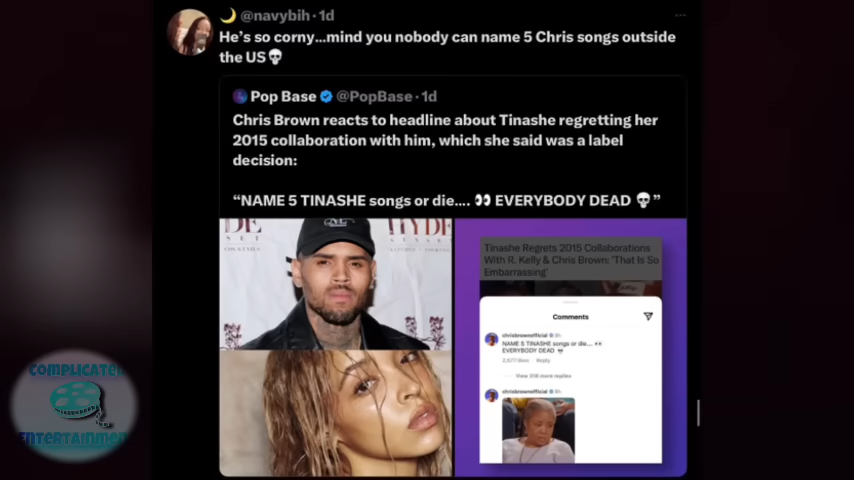 @navybih · 1d
He's so corny...mind you nobody can name 5 Chris songs outside
the US💀
Pop Base @PopBase · 1d
Chris Brown reacts to headline about Tinashe regretting her
2015 collaboration with him, which she said was a label
decision:
“NAME 5 TINASHE songs or die.... 👀 EVERYBODY DEAD 💀”
Tinashe Regrets 2015 Collaborations
With R. Kelly & Chris Brown: 'That Is So
Embarrassing'
Comments
chrisbrownofficial
NAME 5 TINASHE songs or die.... 👀
EVERYBODY DEAD 💀
Reply
chrisbrownofficial
COMPLICATED
ENTERTAINMENT